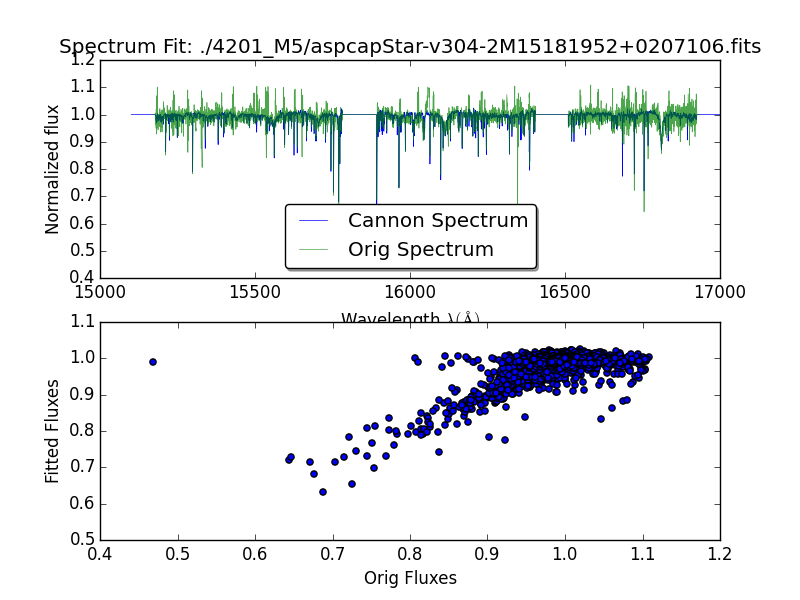 Spectrum Fit: ./4201_M5/aspcapStar-v304-2M15181952+0207106.fits
1.2
1.1
1.0
0.9
0.8
0.7
0.6
0.5
0.4
Normalized flux
Cannon Spectrum
Orig Spectrum
15000 15500 16000 16500 17000
Wavelength λ(Å)
1.1
1.0
0.9
0.8
0.7
0.6
0.5
Fitted Fluxes
0.4 0.5 0.6 0.7 0.8 0.9 1.0 1.1 1.2
Orig Fluxes